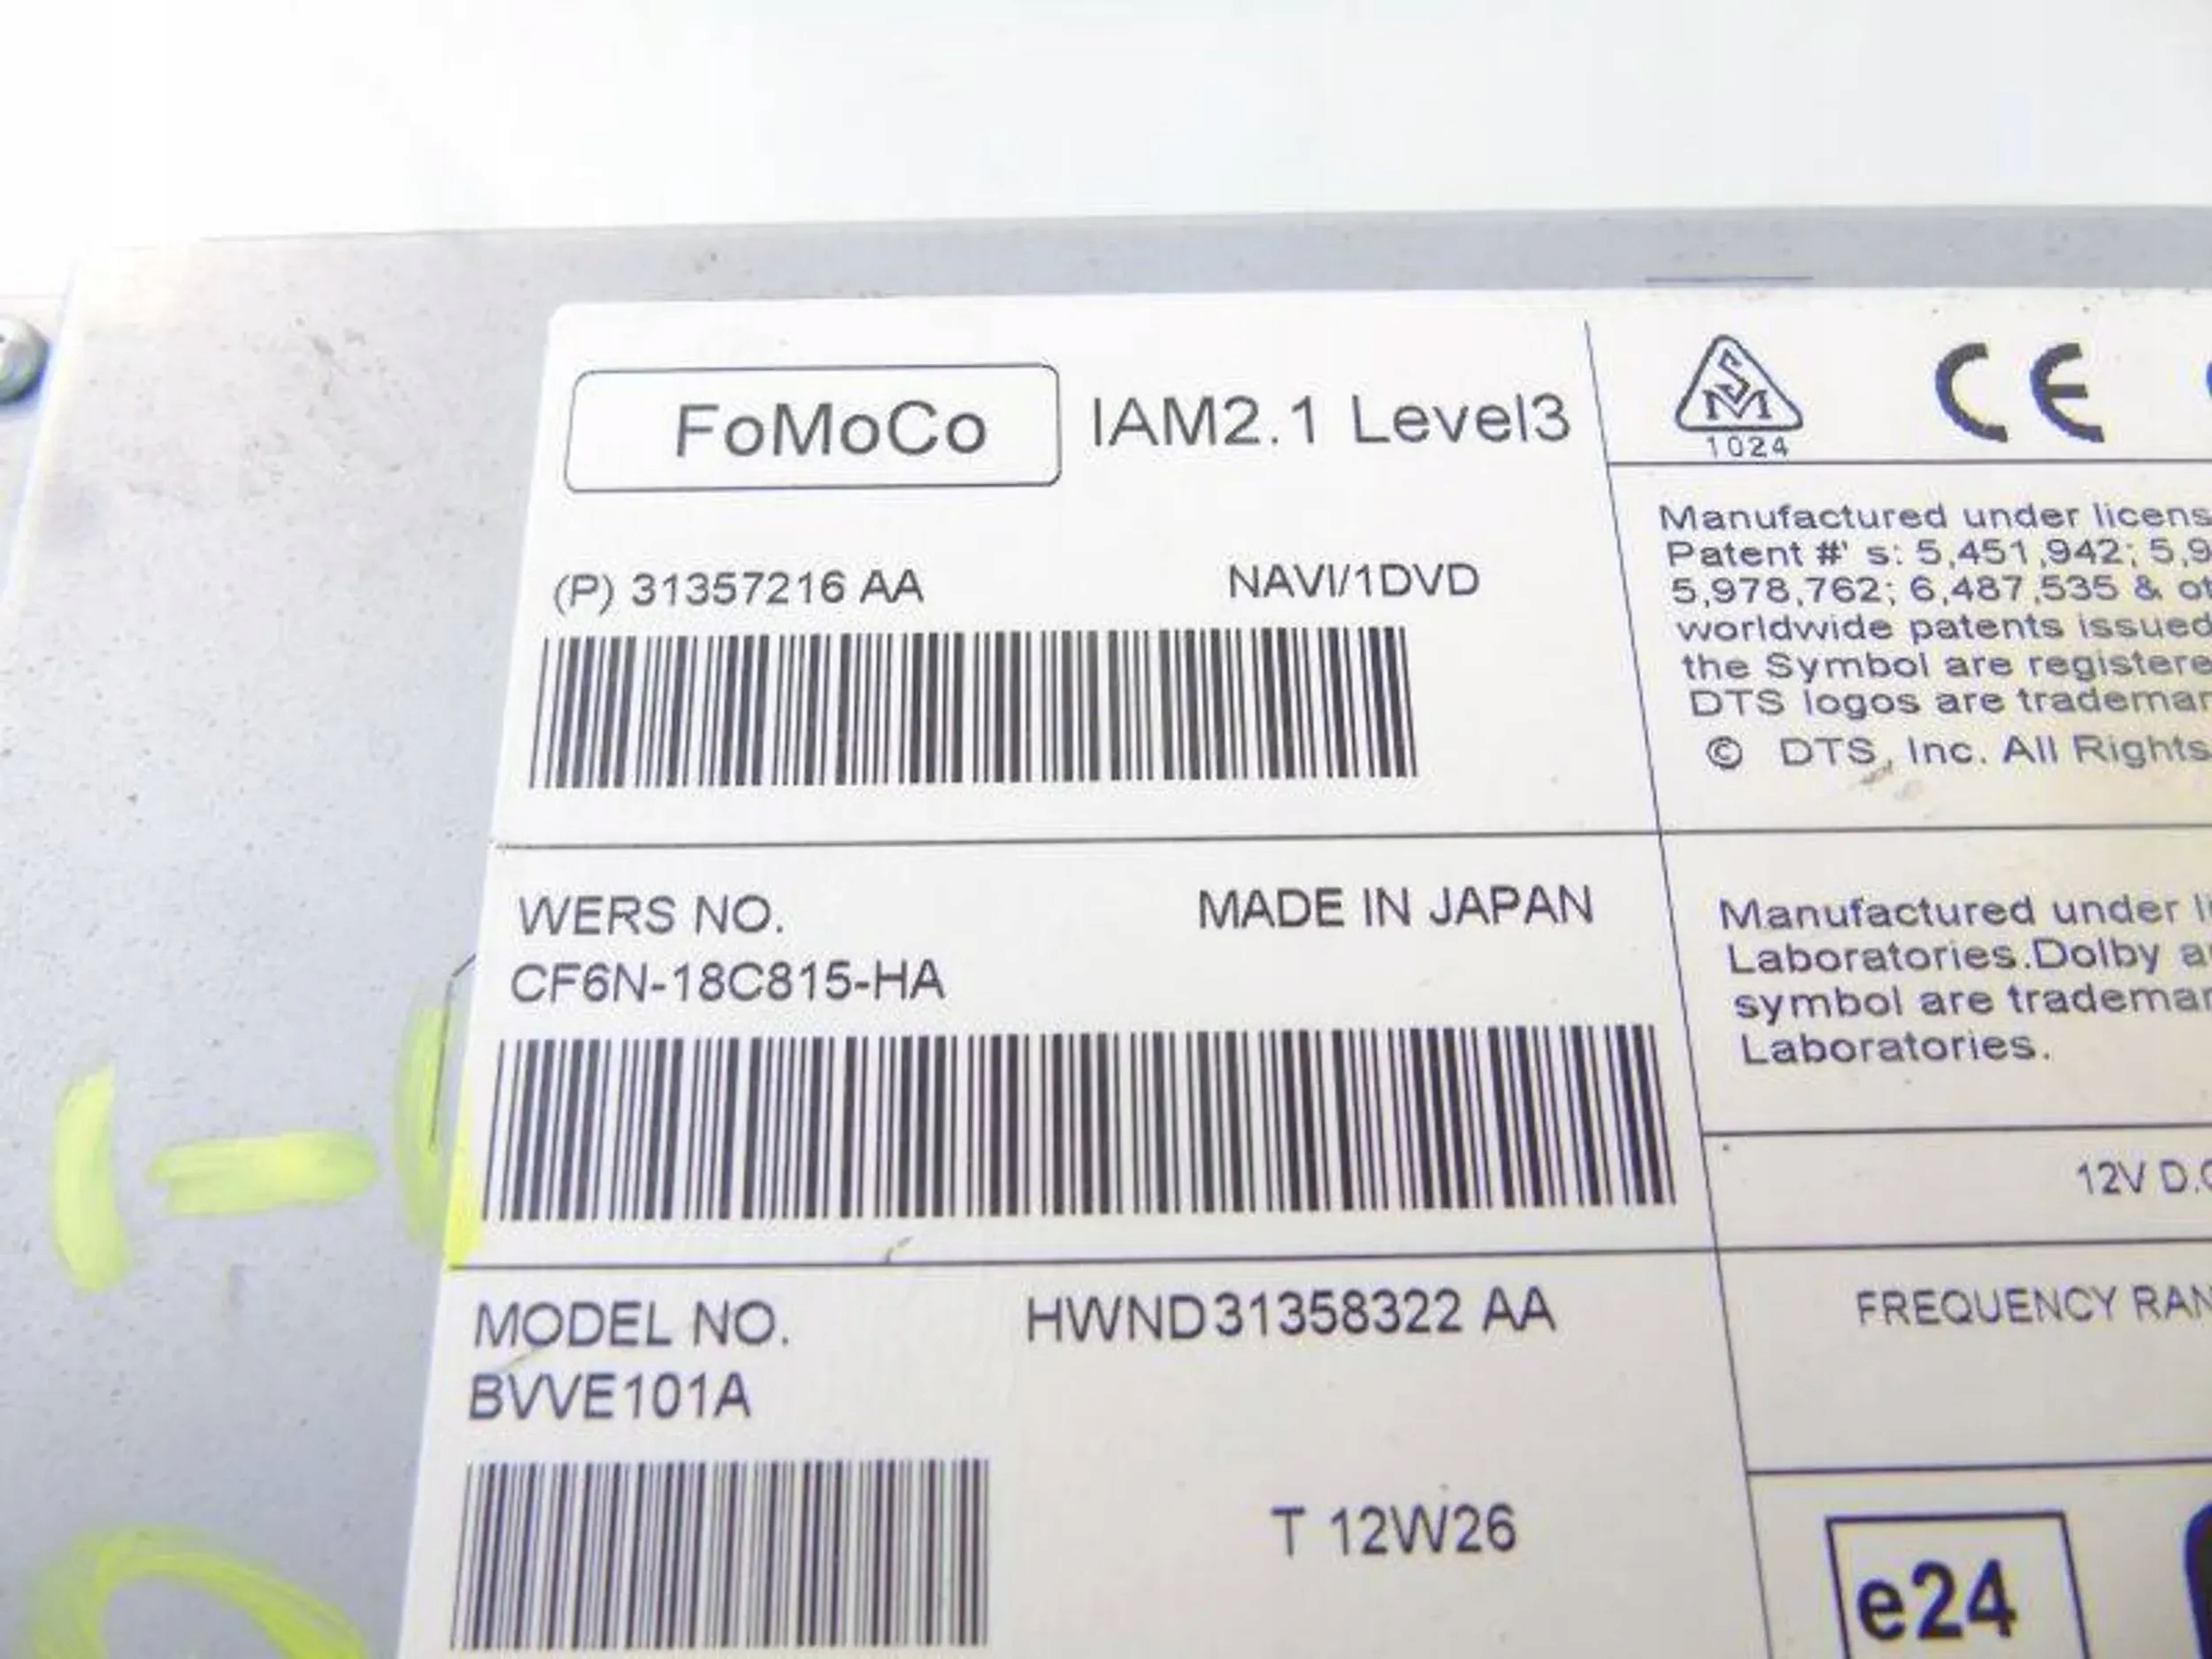 FoMoCo IAM2.1 Level3
(P) 31357216 AA NAVI/1DVD
WERS NO. MADE IN JAPAN
CF6N-18C815-HA
MODEL NO. HWND31358322 AA
BVVE101A
T 12W26
SM
1024
CE
Manufactured under licens
Patent #' s: 5,451,942; 5,9
5,978,762; 6,487,535 & ot
worldwide patents issued
the Symbol are registere
DTS logos are trademar
© DTS, Inc. All Rights
Manufactured under li
Laboratories.Dolby a
symbol are trademar
Laboratories.
12V D.C
FREQUENCY RAN
e24